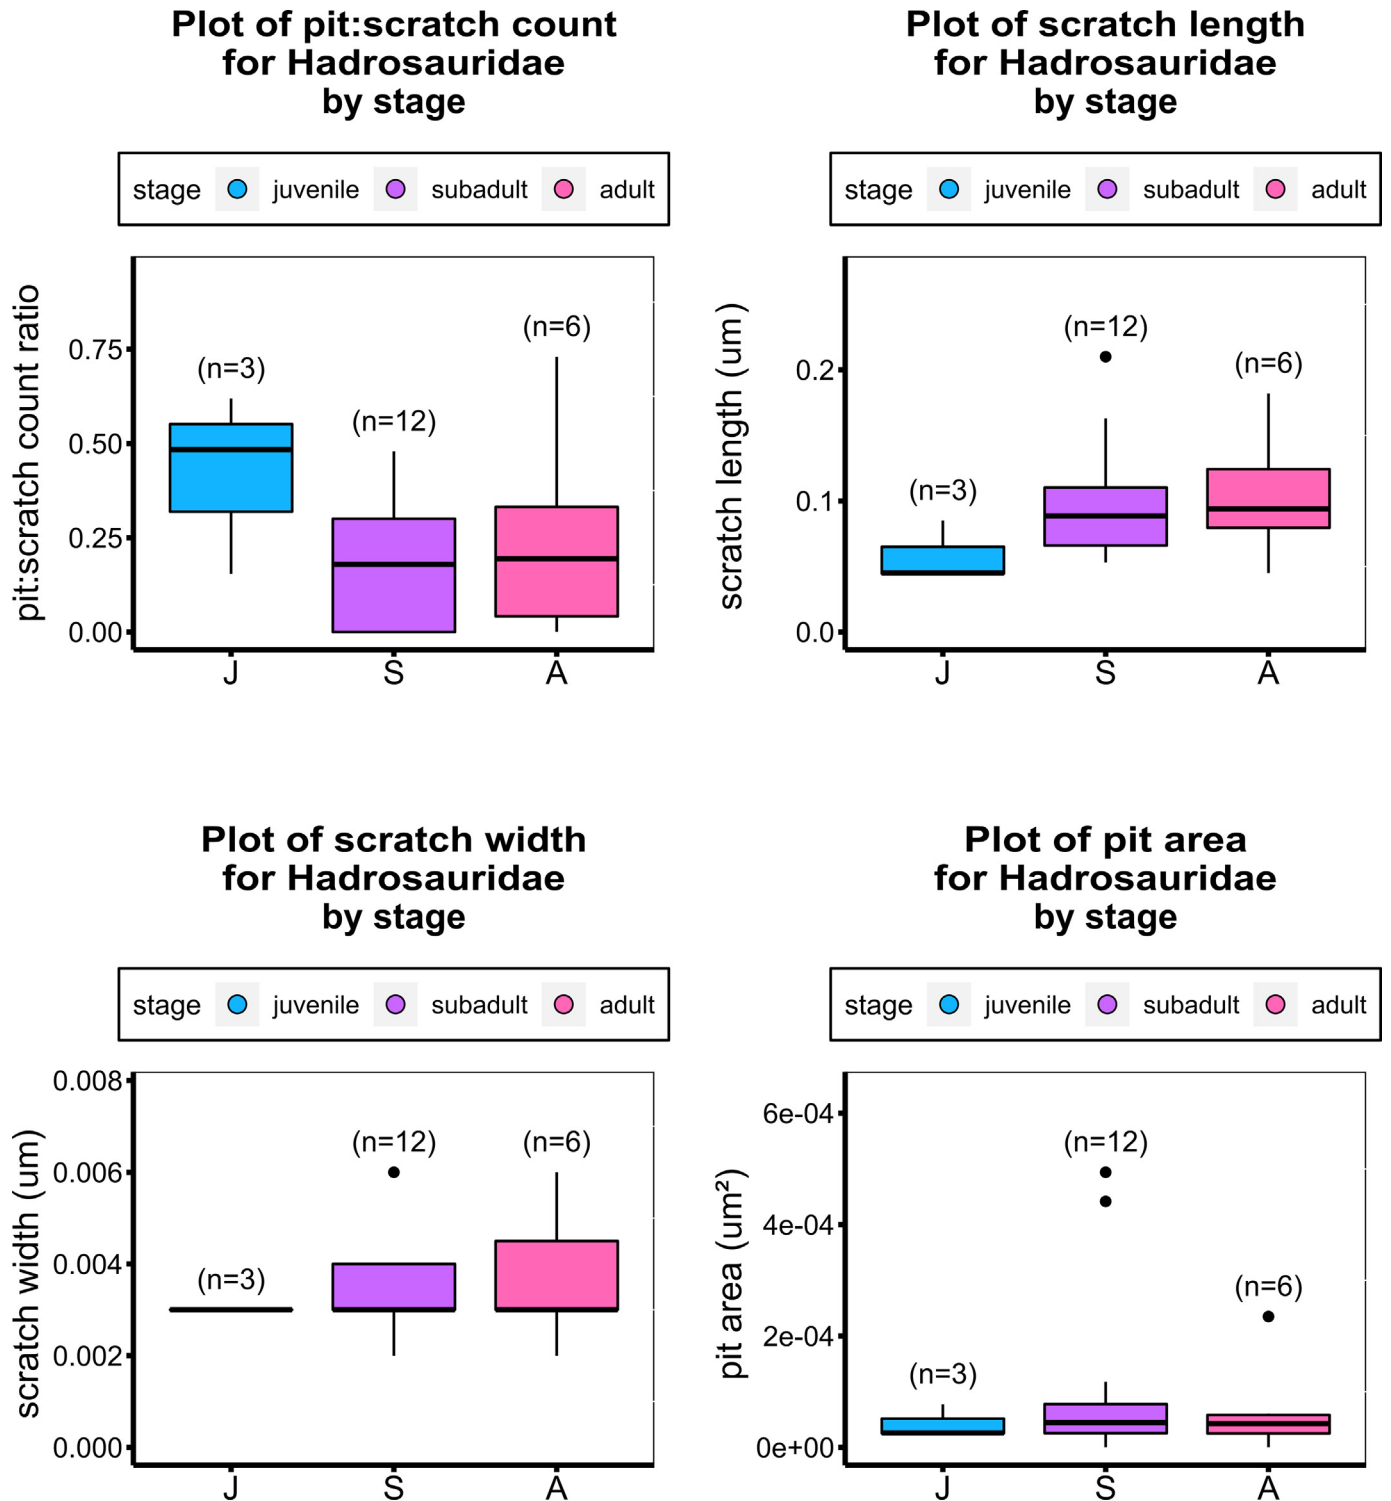 Plot of pit:scratch count
for Hadrosauridae
by stage
stage juvenile subadult adult
pit:scratch count ratio
0.75
0.50
0.25
0.00
(n=3)
(n=12)
(n=6)
J S A
Plot of scratch length
for Hadrosauridae
by stage
stage juvenile subadult adult
scratch length (um)
0.2
0.1
0.0
(n=3)
(n=12)
(n=6)
J S A
Plot of scratch width
for Hadrosauridae
by stage
stage juvenile subadult adult
scratch width (um)
0.008
0.006
0.004
0.002
0.000
(n=3)
(n=12)
(n=6)
J S A
Plot of pit area
for Hadrosauridae
by stage
stage juvenile subadult adult
pit area (um²)
6e-04
4e-04
2e-04
0e+00
(n=3)
(n=12)
(n=6)
J S A